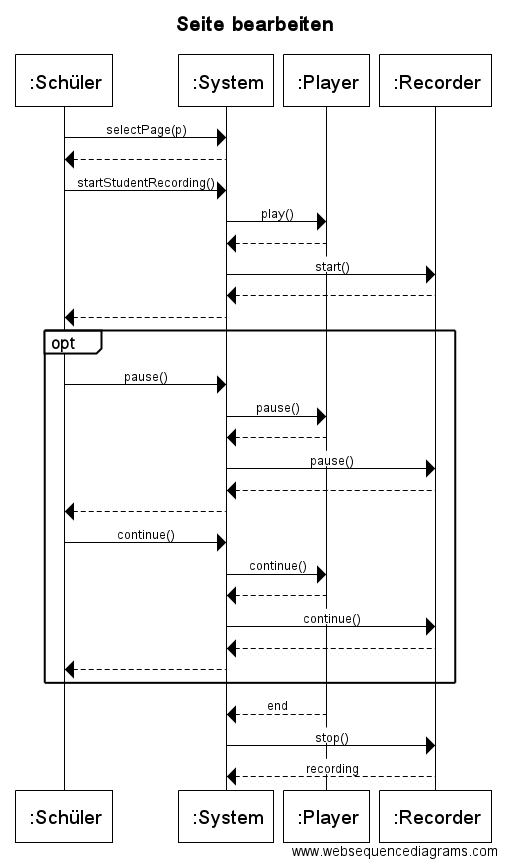 Seite bearbeiten
:Schüler :System :Player :Recorder
selectPage(p)
startStudentRecording()
play()
start()
opt
pause()
pause()
pause()
continue()
continue()
continue()
end
stop()
recording
:Schüler :System :Player :Recorder
www.websequencediagrams.com